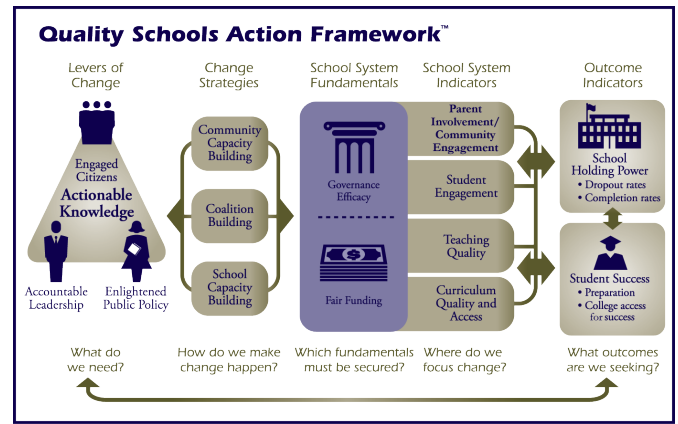 Quality Schools Action Framework™
Levers of
Change
Change
Strategies
School System
Fundamentals
School System
Indicators
Outcome
Indicators
Engaged
Citizens
Actionable
Knowledge
Accountable
Leadership
Enlightened
Public Policy
Community
Capacity
Building
Coalition
Building
School
Capacity
Building
Governance
Efficacy
$
Fair Funding
Parent
Involvement/
Community
Engagement
Student
Engagement
Teaching
Quality
Curriculum
Quality and
Access
School
Holding Power
• Dropout rates
• Completion rates
Student Success
• Preparation
• College access
for success
What do
we need?
How do we make
change happen?
Which fundamentals
must be secured?
Where do we
focus change?
What outcomes
are we seeking?